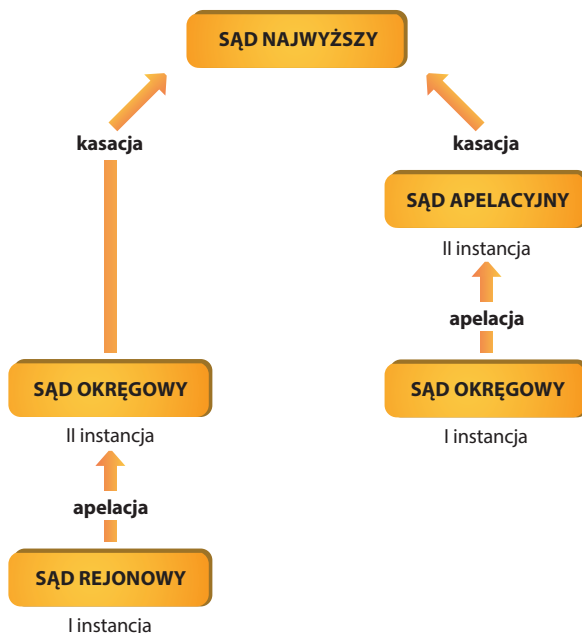 SĄD NAJWYŻSZY
kasacja
kasacja
SĄD APELACYJNY
II instancja
apelacja
SĄD OKRĘGOWY
SĄD OKRĘGOWY
II instancja
I instancja
apelacja
SĄD REJONOWY
I instancja